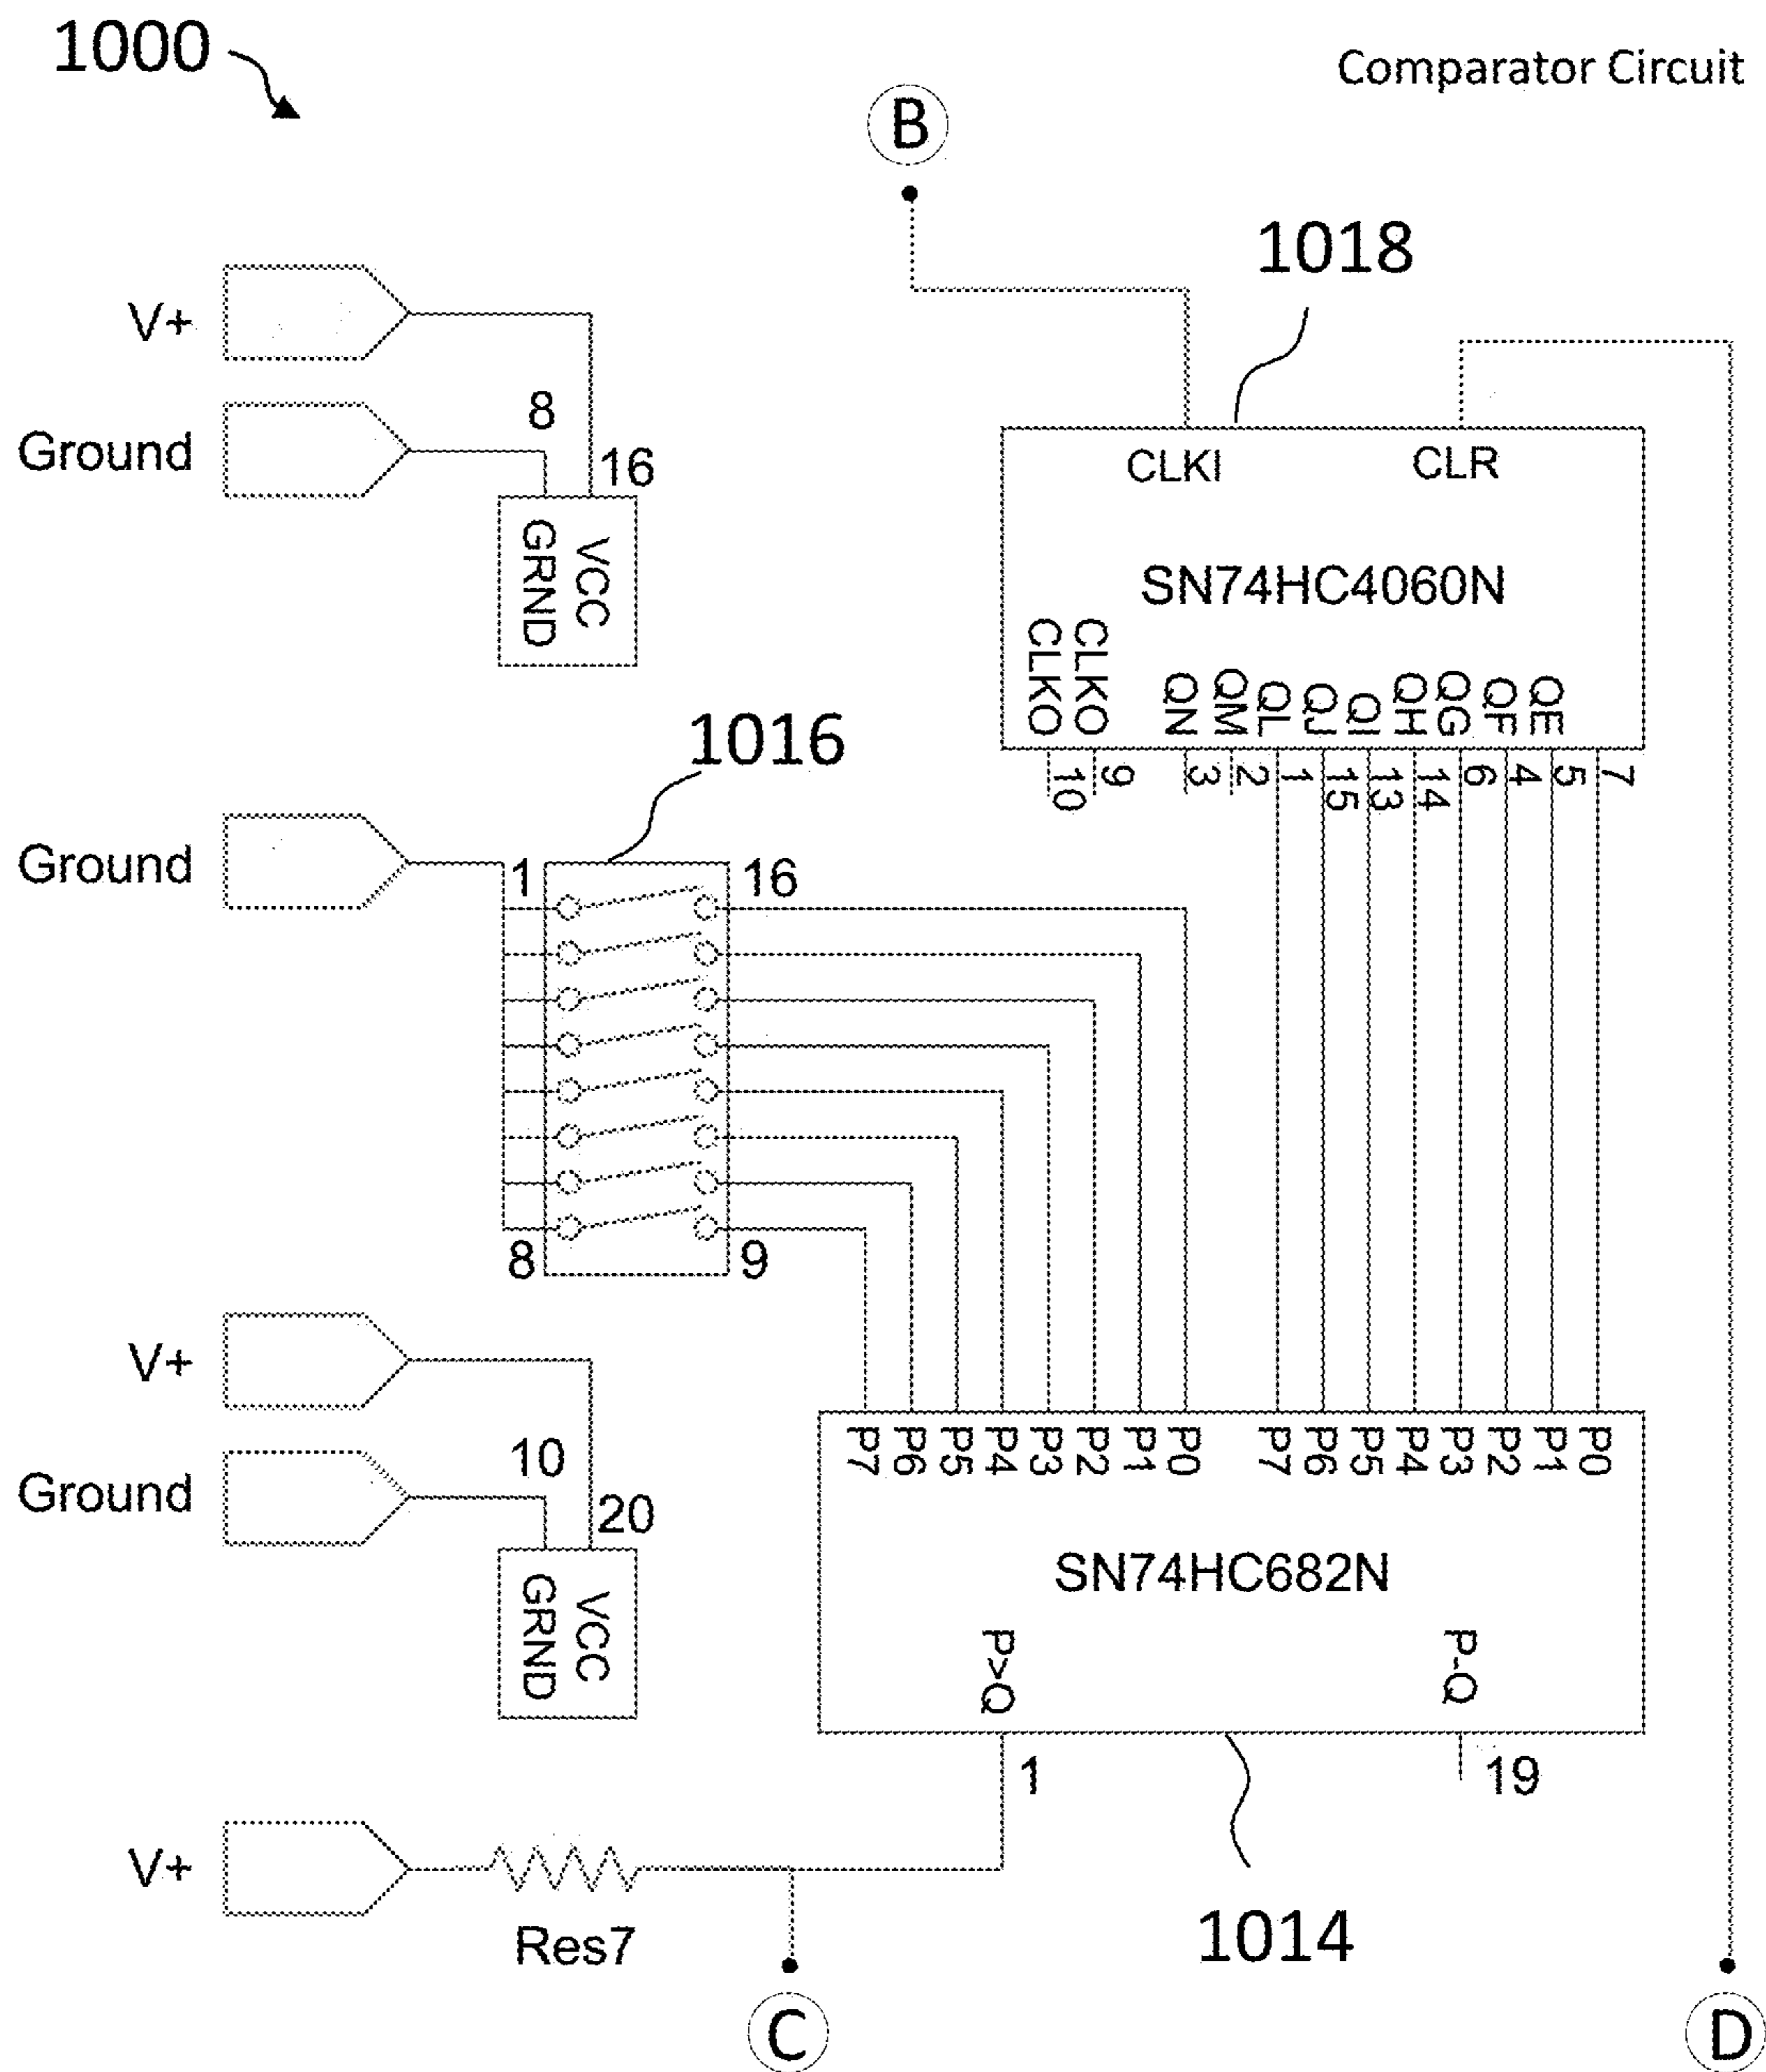 1000
Comparator Circuit
B
1018
V+
8
Ground
16
GRND
VCC
CLKI
CLR
SN74HC4060N
CLKO
CLKO
QN
QM
QL
QJ
QI
QH
QG
QF
QE
10
9
3
2
1
15
13
14
6
4
5
7
1016
Ground
1
16
8
9
V+
10
Ground
20
GRND
VCC
P7
P6
P5
P4
P3
P2
P1
P0
P7
P6
P5
P4
P3
P2
P1
P0
SN74HC682N
P>Q
P-Q
1
19
V+
Res7
1014
C
D